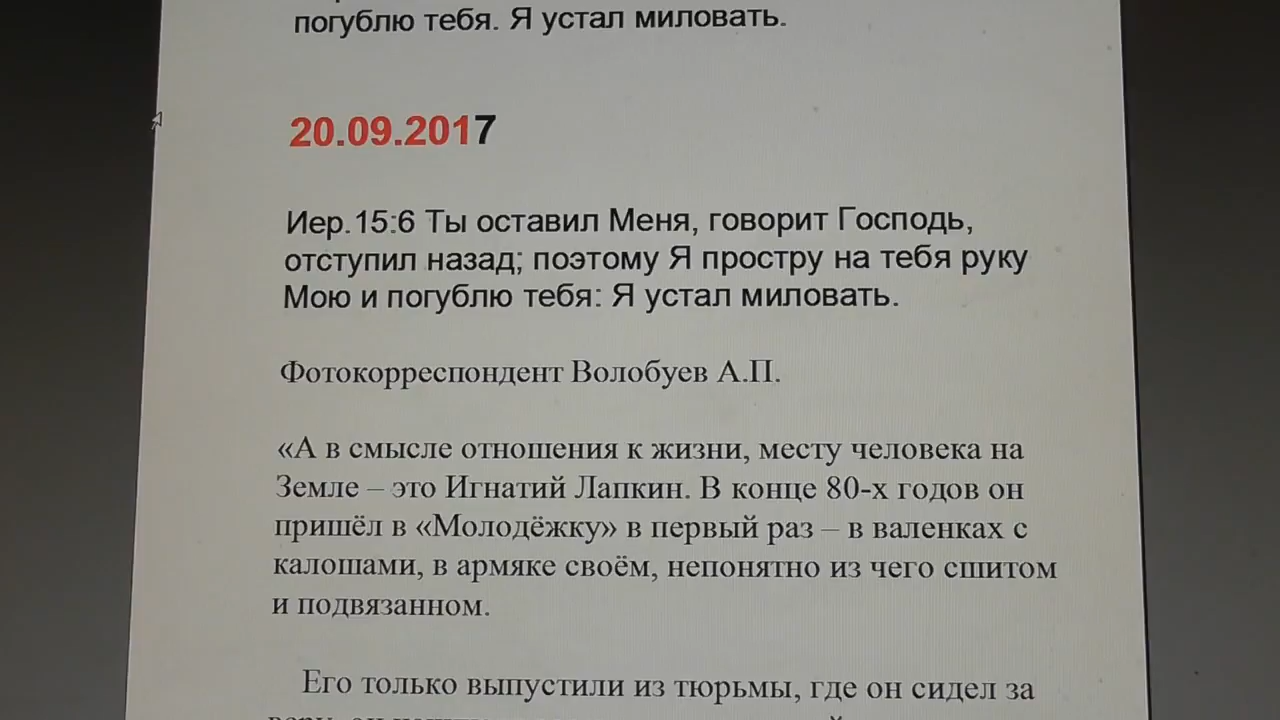 погублю тебя. Я устал миловать.
20.09.2017
Иер.15:6 Ты оставил Меня, говорит Господь,
отступил назад; поэтому Я простру на тебя руку
Мою и погублю тебя: Я устал миловать.
Фотокорреспондент Волобуев А.П.
«А в смысле отношения к жизни, месту человека на
Земле – это Игнатий Лапкин. В конце 80-х годов он
пришёл в «Молодёжку» в первый раз – в валенках с
калошами, в армяке своём, непонятно из чего сшитом
и подвязанном.
Его только выпустили из тюрьмы, где он сидел за